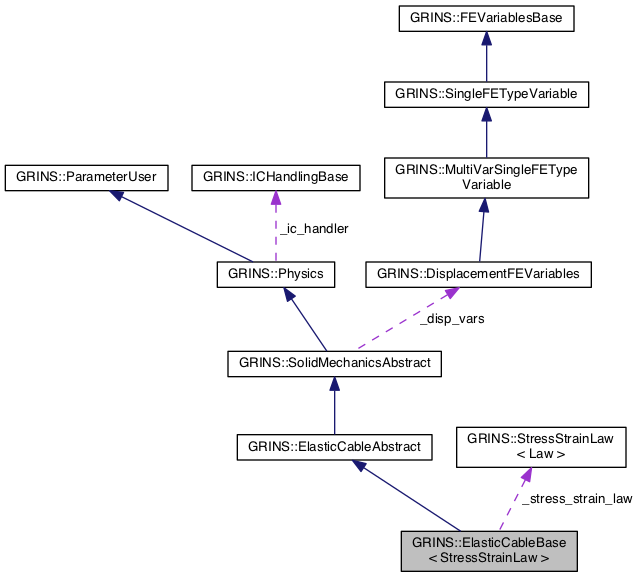 GRINS::FEVariablesBase
GRINS::SingleFETypeVariable
GRINS::MultiVarSingleFEType
Variable
GRINS::ParameterUser
GRINS::ICHandlingBase
_ic_handler
GRINS::Physics
GRINS::DisplacementFEVariables
_disp_vars
GRINS::SolidMechanicsAbstract
GRINS::ElasticCableAbstract
GRINS::StressStrainLaw
< Law >
_stress_strain_law
GRINS::ElasticCableBase
< StressStrainLaw >